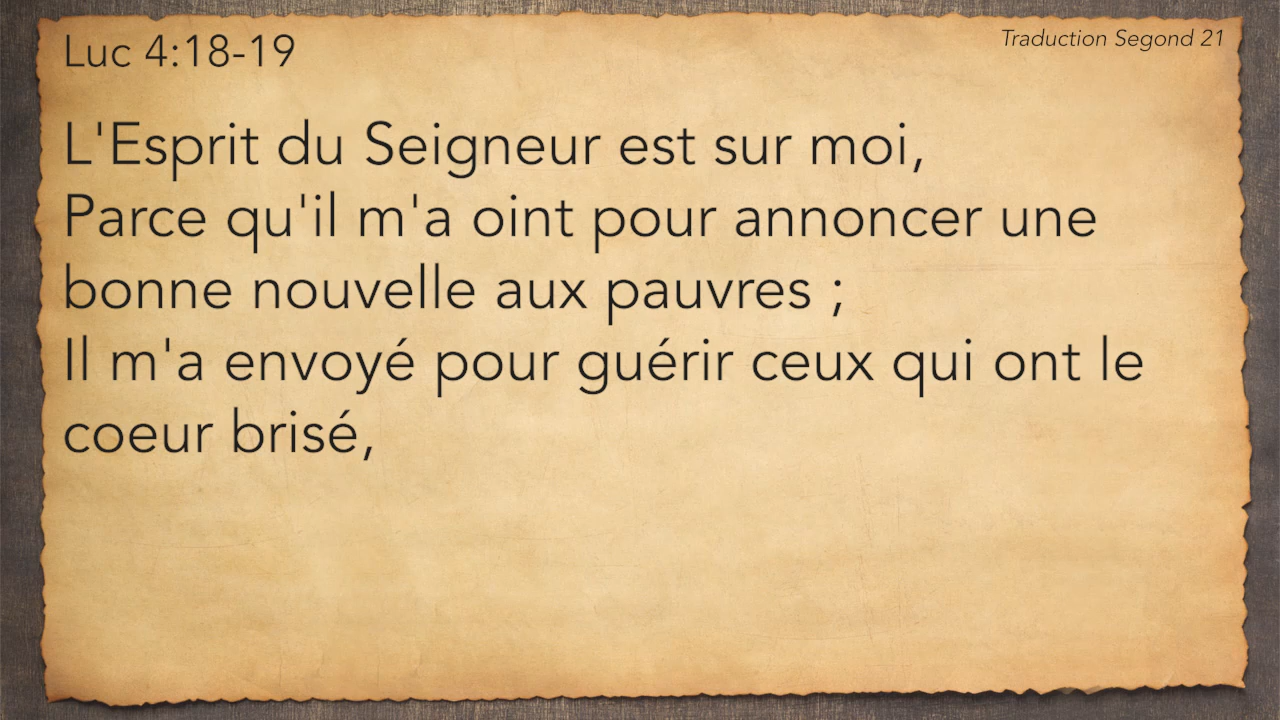 Luc 4:18-19
Traduction Segond 21
L'Esprit du Seigneur est sur moi,
Parce qu'il m'a oint pour annoncer une
bonne nouvelle aux pauvres ;
Il m'a envoyé pour guérir ceux qui ont le
coeur brisé,